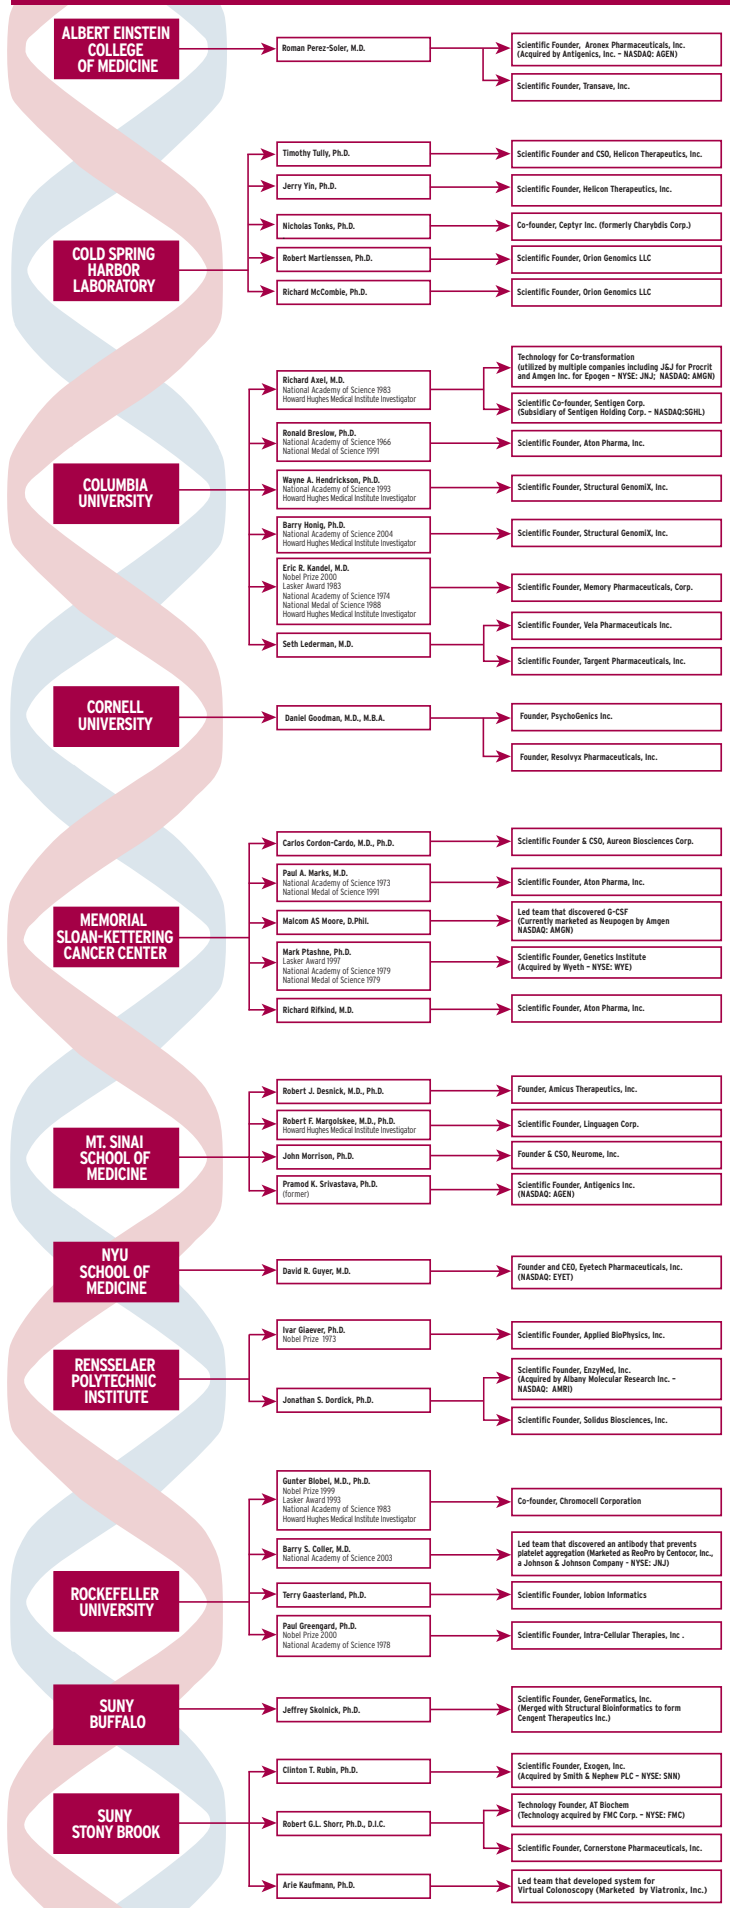 ALBERT EINSTEIN
COLLEGE
OF MEDICINE
Roman Perez-Soler, M.D.
Scientific Founder, Aronex Pharmaceuticals, Inc.
(Acquired by Antigenics, Inc. – NASDAQ: AGEN)
Scientific Founder, Transave, Inc.
COLD SPRING
HARBOR
LABORATORY
Timothy Tully, Ph.D.
Scientific Founder and CSO, Helicon Therapeutics, Inc.
Jerry Yin, Ph.D.
Scientific Founder, Helicon Therapeutics, Inc.
Nicholas Tonks, Ph.D.
Co-founder, Ceptyr Inc. (formerly Charybdis Corp.)
Robert Martienssen, Ph.D.
Scientific Founder, Orion Genomics LLC
Richard McCombie, Ph.D.
Scientific Founder, Orion Genomics LLC
COLUMBIA
UNIVERSITY
Richard Axel, M.D.
National Academy of Science 1983
Howard Hughes Medical Institute Investigator
Technology for Co-transformation
(utilized by multiple companies including J&J for Procrit
and Amgen Inc. for Epogen – NYSE: JNJ; NASDAQ: AMGN)
Scientific Co-founder, Sentigen Corp.
(Subsidiary of Sentigen Holding Corp. – NASDAQ:SGHL)
Ronald Breslow, Ph.D.
National Academy of Science 1966
National Medal of Science 1991
Scientific Founder, Aton Pharma, Inc.
Wayne A. Hendrickson, Ph.D.
National Academy of Science 1993
Howard Hughes Medical Institute Investigator
Scientific Founder, Structural GenomiX, Inc.
Barry Honig, Ph.D.
National Academy of Science 2004
Howard Hughes Medical Institute Investigator
Scientific Founder, Structural GenomiX, Inc.
Eric R. Kandel, M.D.
Nobel Prize 2000
Lasker Award 1983
National Academy of Science 1974
National Medal of Science 1988
Howard Hughes Medical Institute Investigator
Scientific Founder, Memory Pharmaceuticals, Corp.
Seth Lederman, M.D.
Scientific Founder, Vela Pharmaceuticals Inc.
Scientific Founder, Targent Pharmaceuticals, Inc.
CORNELL
UNIVERSITY
Daniel Goodman, M.D., M.B.A.
Founder, PsychoGenics Inc.
Founder, Resolvyx Pharmaceuticals, Inc.
MEMORIAL
SLOAN-KETTERING
CANCER CENTER
Carlos Cordon-Cardo, M.D., Ph.D.
Scientific Founder & CSO, Aureon Biosciences Corp.
Paul A. Marks, M.D.
National Academy of Science 1973
National Medal of Science 1991
Scientific Founder, Aton Pharma, Inc.
Malcom AS Moore, D.Phil.
Led team that discovered G-CSF
(Currently marketed as Neupogen by Amgen
NASDAQ: AMGN)
Mark Ptashne, Ph.D.
Lasker Award 1997
National Academy of Science 1979
National Medal of Science 1979
Scientific Founder, Genetics Institute
(Acquired by Wyeth – NYSE: WYE)
Richard Rifkind, M.D.
Scientific Founder, Aton Pharma, Inc.
MT. SINAI
SCHOOL OF
MEDICINE
Robert J. Desnick, M.D., Ph.D.
Founder, Amicus Therapeutics, Inc.
Robert F. Margolskee, M.D., Ph.D.
Howard Hughes Medical Institute Investigator
Scientific Founder, Linguagen Corp.
John Morrison, Ph.D.
Founder & CSO, Neurome, Inc.
Pramod K. Srivastava, Ph.D.
(former)
Scientific Founder, Antigenics Inc.
(NASDAQ: AGEN)
NYU
SCHOOL OF
MEDICINE
David R. Guyer, M.D.
Founder and CEO, Eyetech Pharmaceuticals, Inc.
(NASDAQ: EYET)
RENSSELAER
POLYTECHNIC
INSTITUTE
Ivar Giaever, Ph.D.
Nobel Prize 1973
Scientific Founder, Applied BioPhysics, Inc.
Jonathan S. Dordick, Ph.D.
Scientific Founder, EnzyMed, Inc.
(Acquired by Albany Molecular Research Inc. –
NASDAQ: AMRI)
Scientific Founder, Solidus Biosciences, Inc.
ROCKEFELLER
UNIVERSITY
Gunter Blobel, M.D., Ph.D.
Nobel Prize 1999
Lasker Award 1993
National Academy of Science 1983
Howard Hughes Medical Institute Investigator
Co-founder, Chromocell Corporation
Barry S. Coller, M.D.
National Academy of Science 2003
Led team that discovered an antibody that prevents
platelet aggregation (Marketed as ReoPro by Centocor, Inc.,
a Johnson & Johnson Company - NYSE: JNJ)
Terry Gaasterland, Ph.D.
Scientific Founder, Iobion Informatics
Paul Greengard, Ph.D.
Nobel Prize 2000
National Academy of Science 1978
Scientific Founder, Intra-Cellular Therapies, Inc .
SUNY
BUFFALO
Jeffrey Skolnick, Ph.D.
Scientific Founder, GeneFormatics, Inc.
(Merged with Structural Bioinformatics to form
Cengent Therapeutics Inc.)
SUNY
STONY BROOK
Clinton T. Rubin, Ph.D.
Scientific Founder, Exogen, Inc.
(Acquired by Smith & Nephew PLC – NYSE: SNN)
Robert G.L. Shorr, Ph.D., D.I.C.
Technology Founder, AT Biochem
(Technology acquired by FMC Corp. – NYSE: FMC)
Scientific Founder, Cornerstone Pharmaceuticals, Inc.
Arie Kaufmann, Ph.D.
Led team that developed system for
Virtual Colonoscopy (Marketed by Viatronix, Inc.)